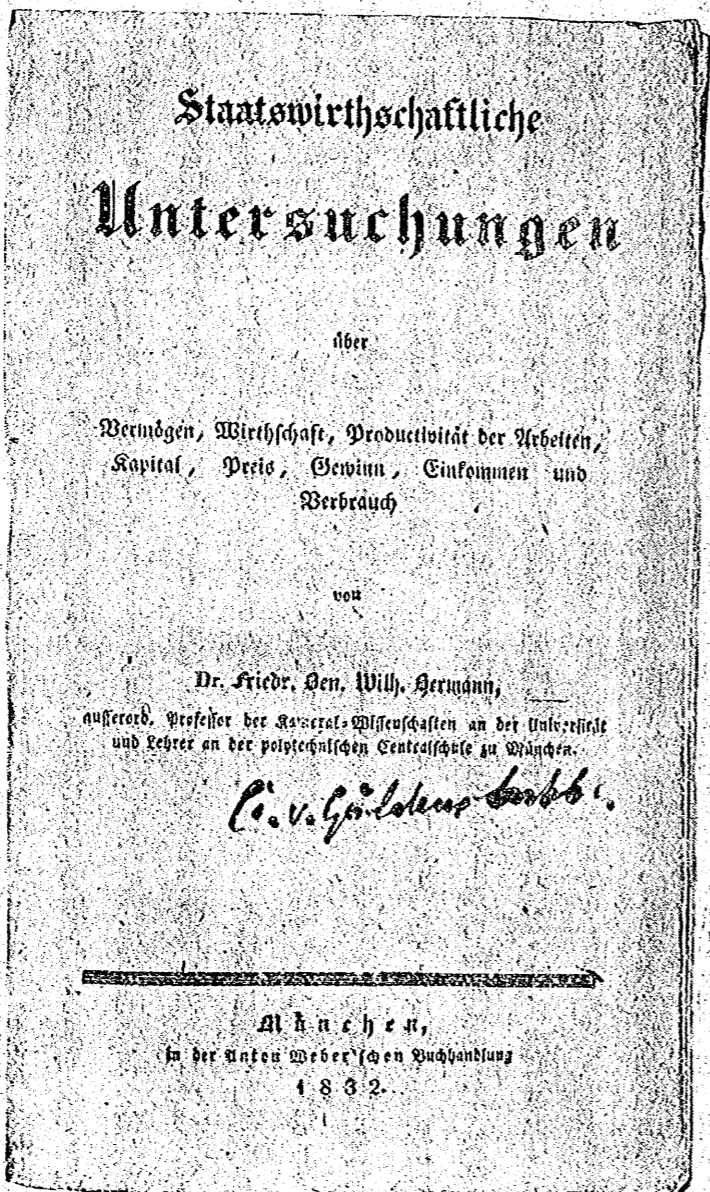 Staatswirthschaftliche
Untersuchungen
über
Vermögen, Wirthschaft, Productivität der Arbeiten,
Kapital, Preis, Gewinn, Einkommen und
Verbrauch
von
Dr. Friedr. Ben. Wilh. Hermann,
ausserord. Professor der Kameral-Wissenschaften an der Universität
und Lehrer an der polytechnischen Centralschule zu München.
München,
in der Anton Weber'schen Buchhandlung
1832.